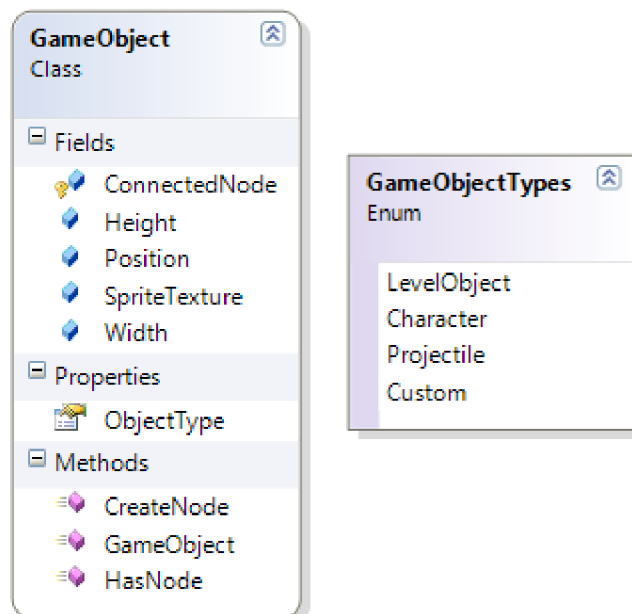 GameObject
Class
Fields
ConnectedNode
Height
Position
SpriteTexture
Width
Properties
ObjectType
Methods
CreateNode
GameObject
HasNode
GameObjectTypes
Enum
LevelObject
Character
Projectile
Custom